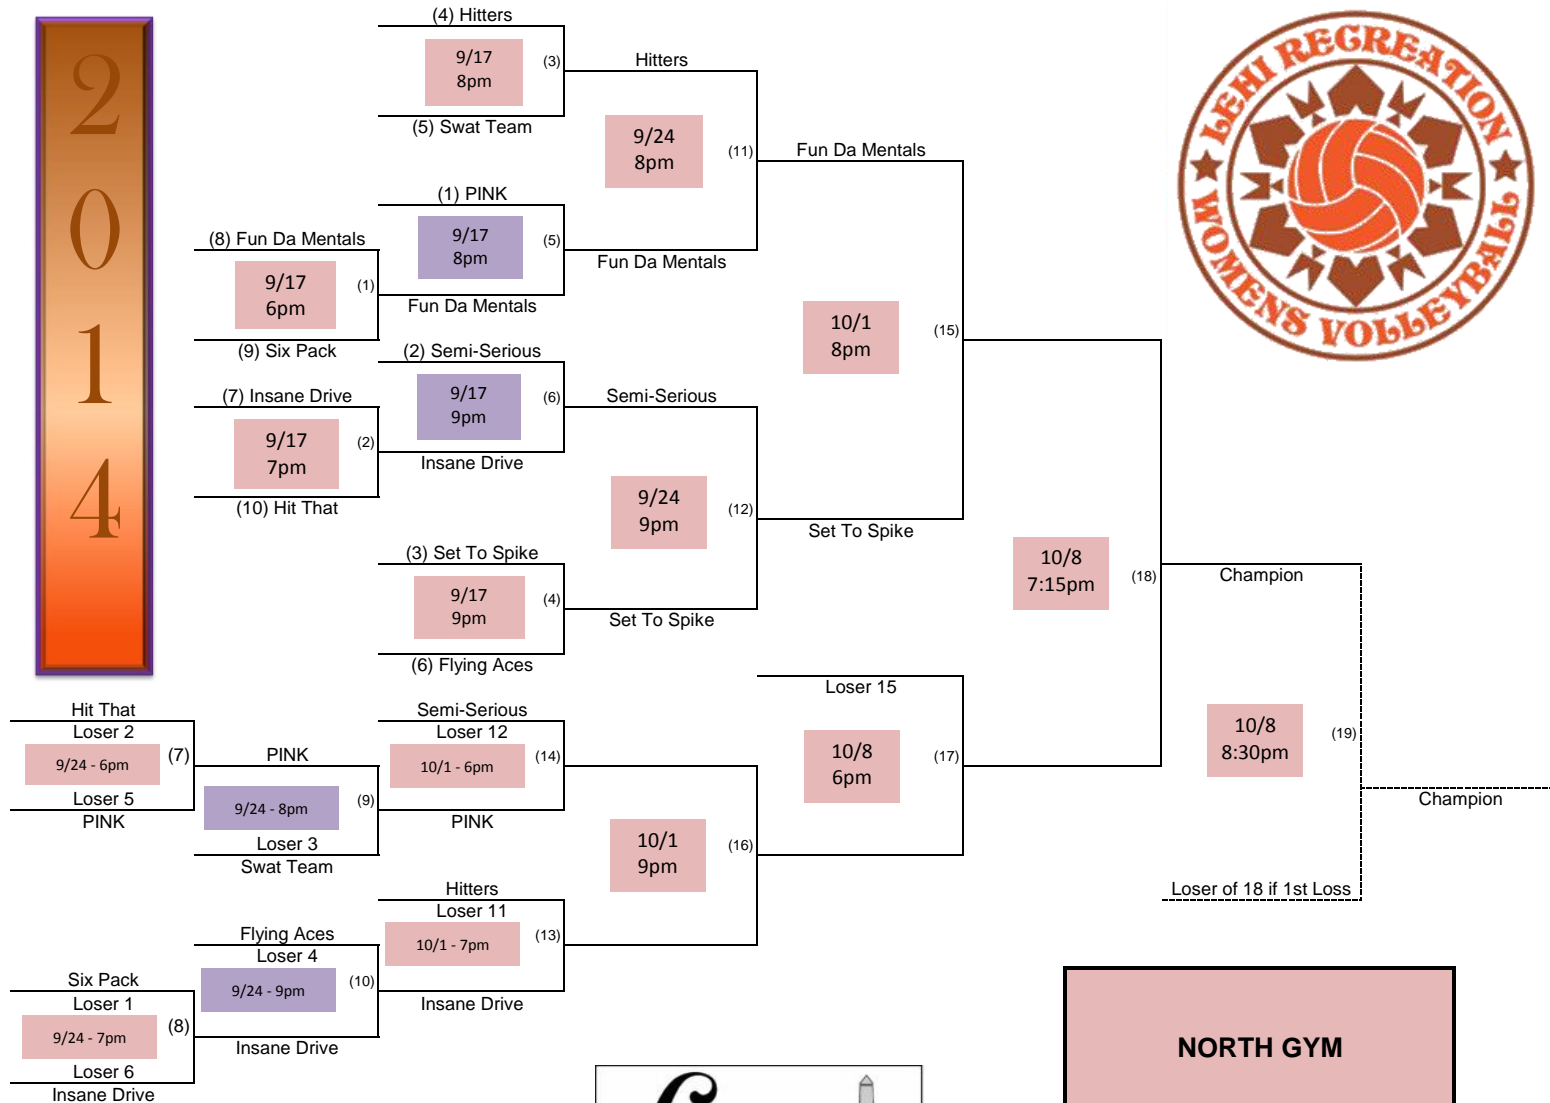 2
0
1
4
LEHI RECREATION
WOMENS VOLLEYBALL
(4) Hitters
9/17
8pm
(3)
(5) Swat Team
Hitters
9/24
8pm
(11)
(1) PINK
9/17
8pm
(5)
Fun Da Mentals
(8) Fun Da Mentals
9/17
6pm
(1)
Fun Da Mentals
(9) Six Pack
Fun Da Mentals
10/1
8pm
(15)
(2) Semi-Serious
9/17
9pm
(6)
Semi-Serious
(7) Insane Drive
9/17
7pm
(2)
Insane Drive
(10) Hit That
9/24
9pm
(12)
Set To Spike
(3) Set To Spike
9/17
9pm
(4)
Set To Spike
(6) Flying Aces
10/8
7:15pm
(18)
Champion
Loser 15
10/8
6pm
(17)
10/8
8:30pm
(19)
Champion
Loser of 18 if 1st Loss
Hit That
Loser 2
9/24 - 6pm
(7)
Loser 5
PINK
PINK
9/24 - 8pm
(9)
Loser 3
Swat Team
Semi-Serious
Loser 12
10/1 - 6pm
(14)
PINK
10/1
9pm
(16)
Hitters
Loser 11
10/1 - 7pm
(13)
Insane Drive
Flying Aces
Loser 4
9/24 - 9pm
(10)
Insane Drive
Six Pack
Loser 1
9/24 - 7pm
(8)
Loser 6
Insane Drive
NORTH GYM